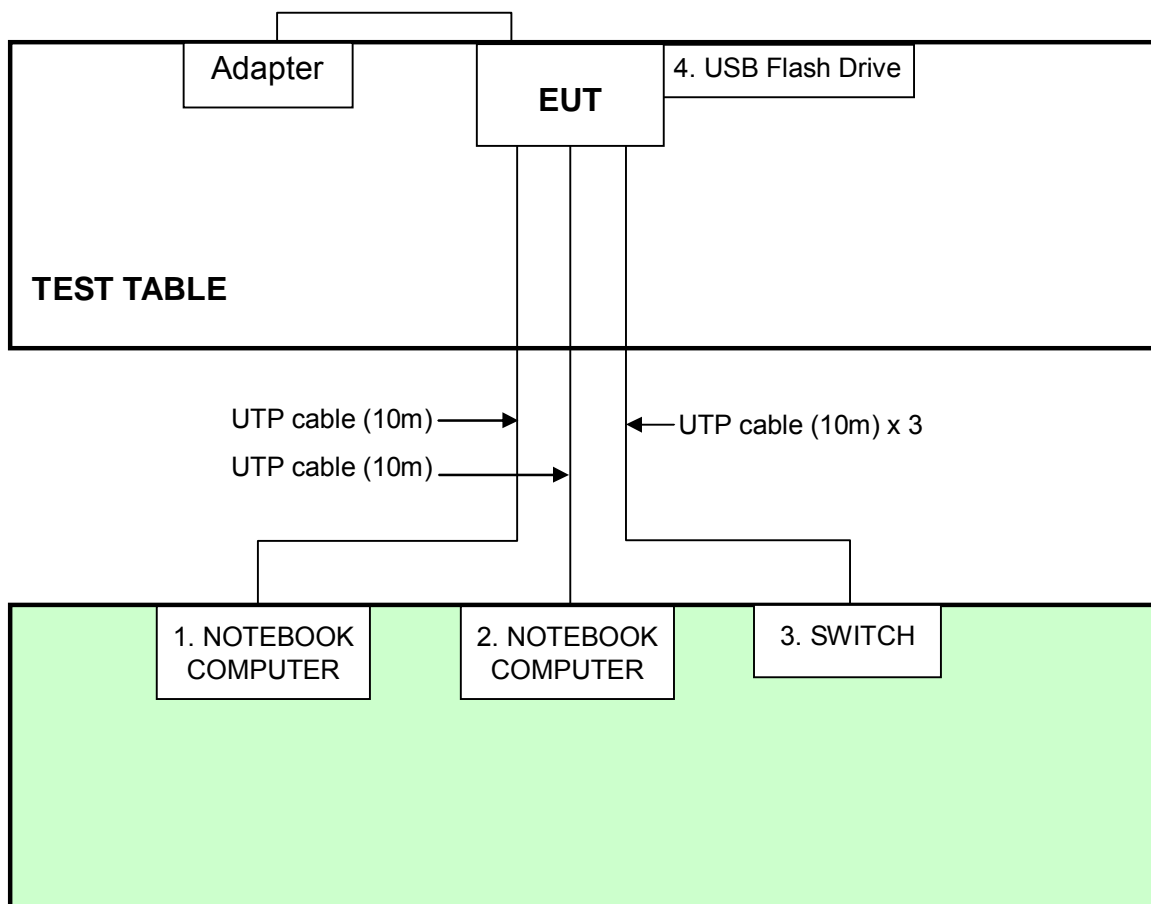 Adapter
EUT
4. USB Flash Drive
TEST TABLE
UTP cable (10m)
UTP cable (10m) x 3
UTP cable (10m)
1. NOTEBOOK
COMPUTER
2. NOTEBOOK
COMPUTER
3. SWITCH